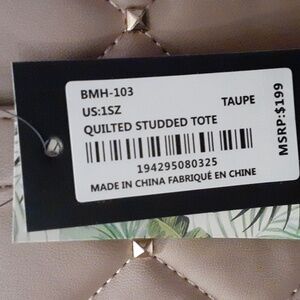 BMH-103
US:1SZ
TAUPE
QUILTED STUDDED TOTE
194295080325
MADE IN CHINA FABRIQUÉ EN CHINE
MSRP:$199